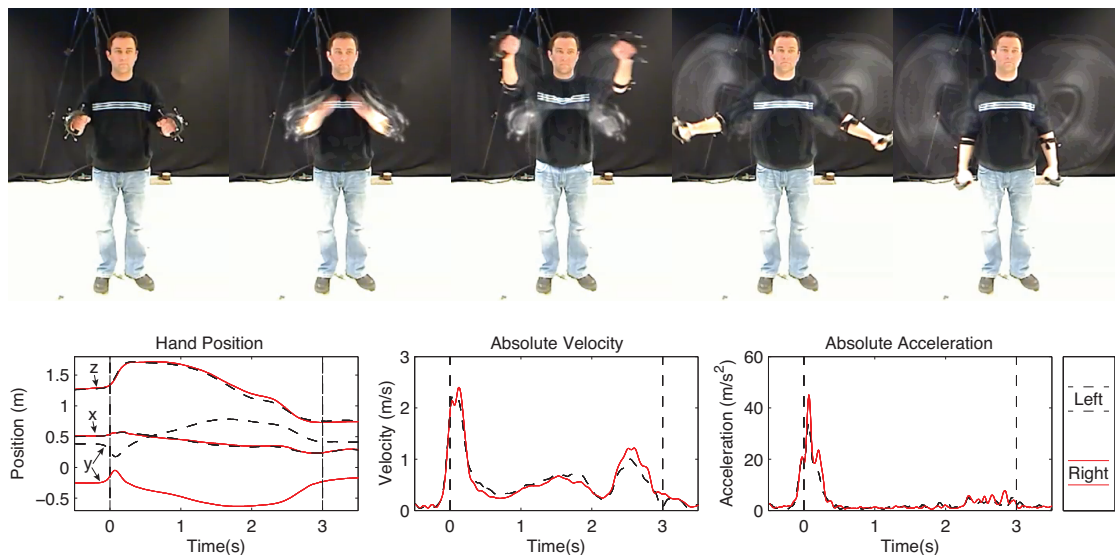 Hand Position
Position (m)
1.5
1
0.5
0
−0.5
z
x
y
0
1
2
3
Time(s)
Absolute Velocity
Velocity (m/s)
3
2
1
0
0
1
2
3
Time(s)
Absolute Acceleration
Acceleration (m/s²)
60
40
20
0
0
1
2
3
Time(s)
Left
Right